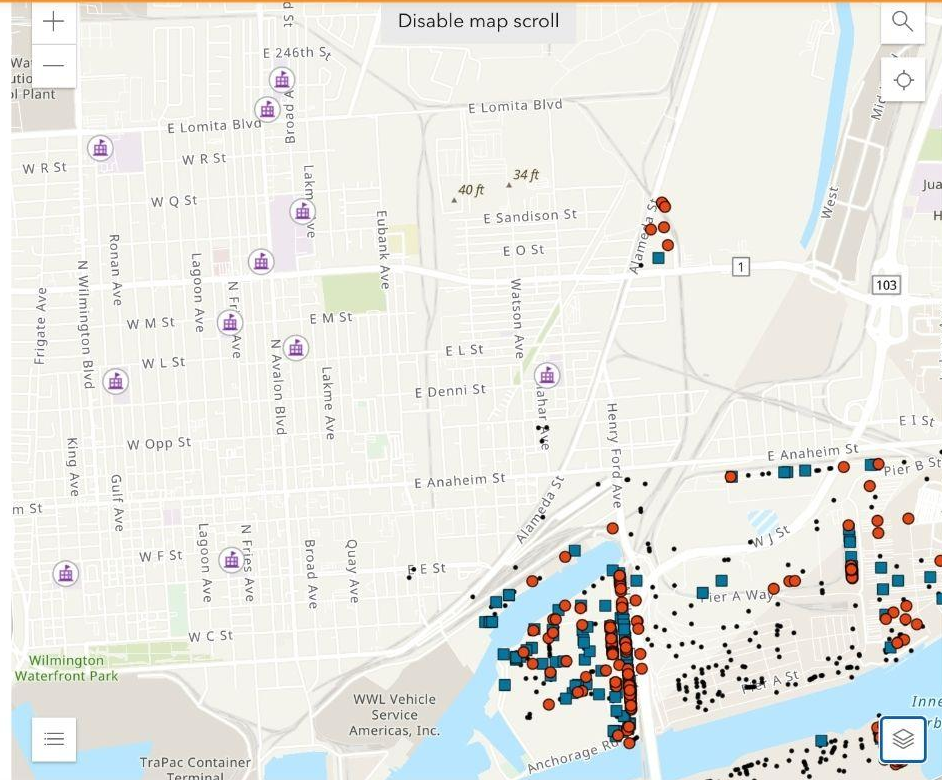 Disable map scroll
E 246th St
Broad Av
E Lomita Blvd
E Lomita Blvd
W R St
W R St
W Q St
40 ft
34 ft
E Sandison St
E O St
Eubank Ave
Ronan Ave
N Wilmington Blvd
Lagoon Ave
Frigate Ave
W M St
E M St
Watson Ave
Alameda St
1
West
103
W L St
N Avalon Blvd
Lakme Ave
E L St
E Denni St
Henry Ford Ave
W Opp St
King Ave
Gulf Ave
E Anaheim St
E Anaheim St
E I St
Pier B St
Alameda St
m St
W F St
Lagoon Ave
N Fries Ave
Broad Ave
Quay Ave
E E St
W J St
Pier A Way
W C St
Wilmington
Waterfront Park
Pier A St
WWL Vehicle
Service
Americas, Inc.
Anchorage Rd
TraPac Container
Terminal
Inne
rb